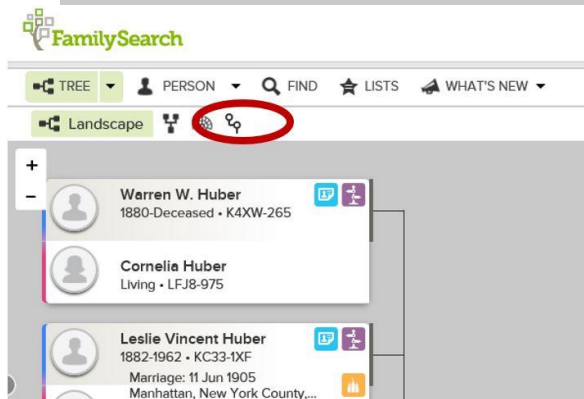 FamilySearch
TREE PERSON FIND LISTS WHAT'S NEW
Landscape
+
−
Warren W. Huber
1880-Deceased • K4XW-265
Cornelia Huber
Living • LFJ8-975
Leslie Vincent Huber
1882-1962 • KC33-1XF
Marriage: 11 Jun 1905
Manhattan, New York County,...